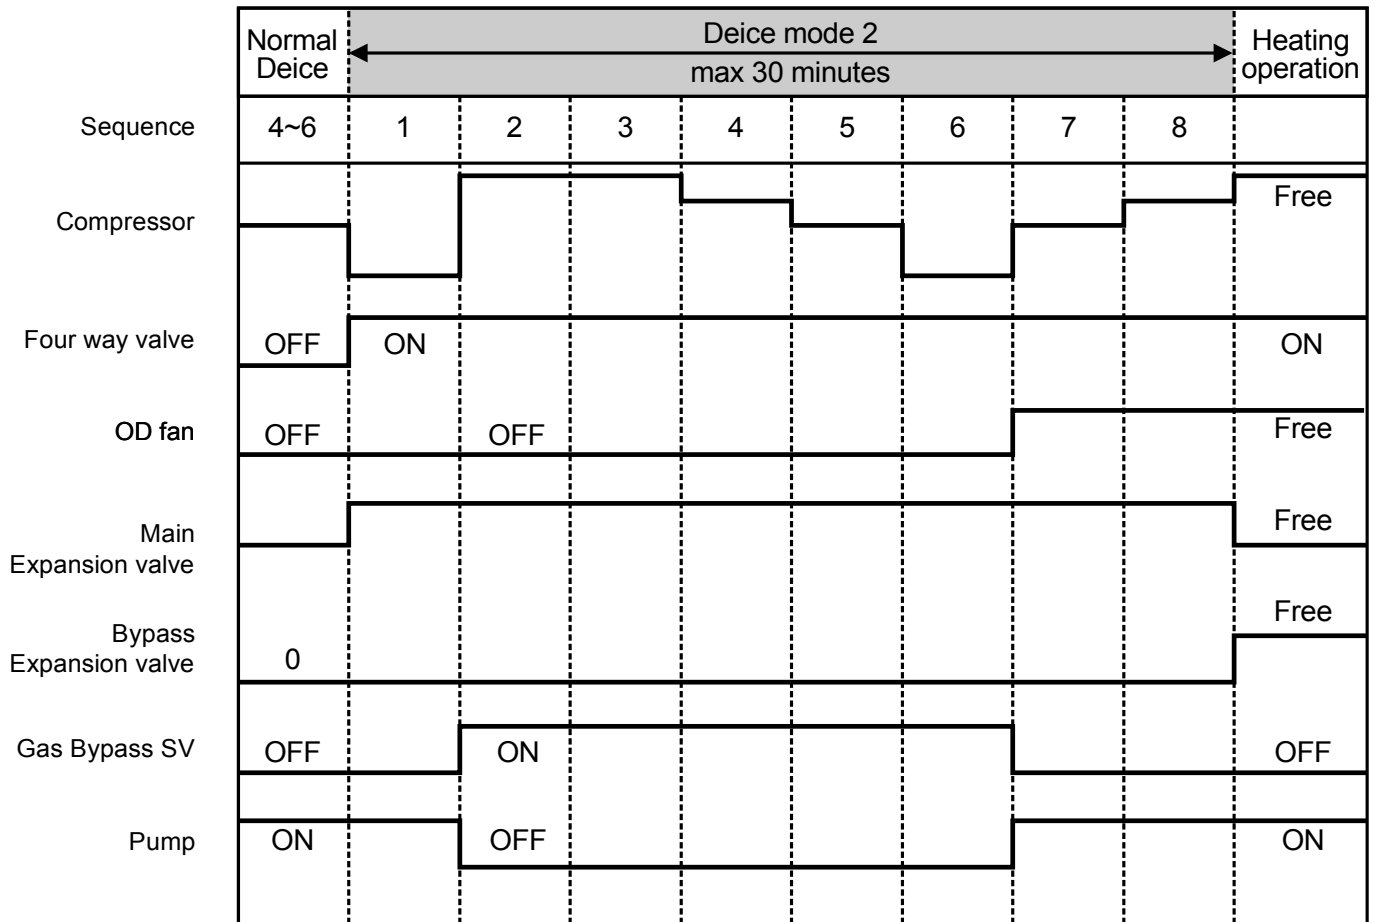 Normal Deice mode 2 Heating
Deice max 30 minutes operation
Sequence 4~6 1 2 3 4 5 6 7 8
Compressor Free
Four way valve OFF ON ON
OD fan OFF OFF Free
Main Free
Expansion valve
Free
Bypass
Expansion valve 0
Gas Bypass SV OFF ON OFF
Pump ON OFF ON